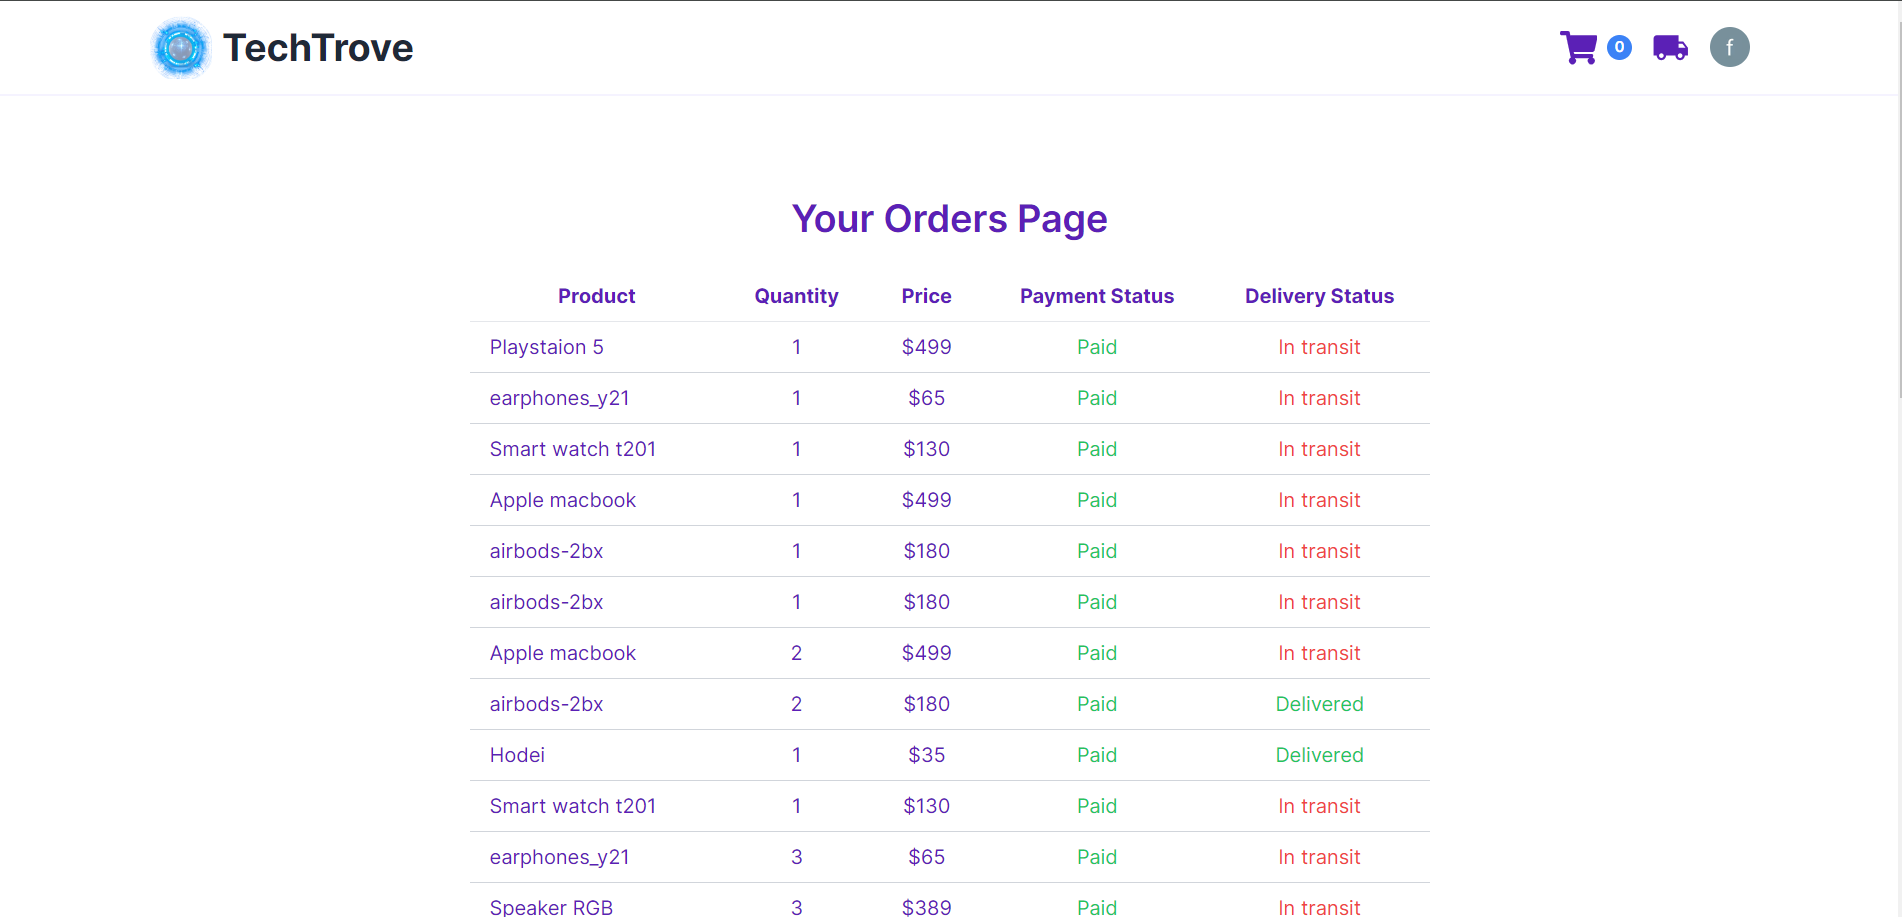 TechTrove
0
f
Your Orders Page
Product Quantity Price Payment Status Delivery Status
Playstaion 5 1 $499 Paid In transit
earphones_y21 1 $65 Paid In transit
Smart watch t201 1 $130 Paid In transit
Apple macbook 1 $499 Paid In transit
airbods-2bx 1 $180 Paid In transit
airbods-2bx 1 $180 Paid In transit
Apple macbook 2 $499 Paid In transit
airbods-2bx 2 $180 Paid Delivered
Hodei 1 $35 Paid Delivered
Smart watch t201 1 $130 Paid In transit
earphones_y21 3 $65 Paid In transit
Speaker RGB 3 $389 Paid In transit